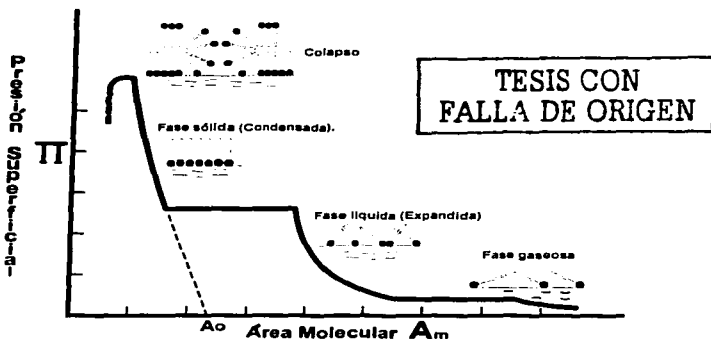 Colapso
TESIS CON
FALLA DE ORIGEN
Fase sólida (Condensada).
Presión Superficial
Π
Fase líquida (Expandida)
Fase gaseosa
Ao
Área Molecular Am